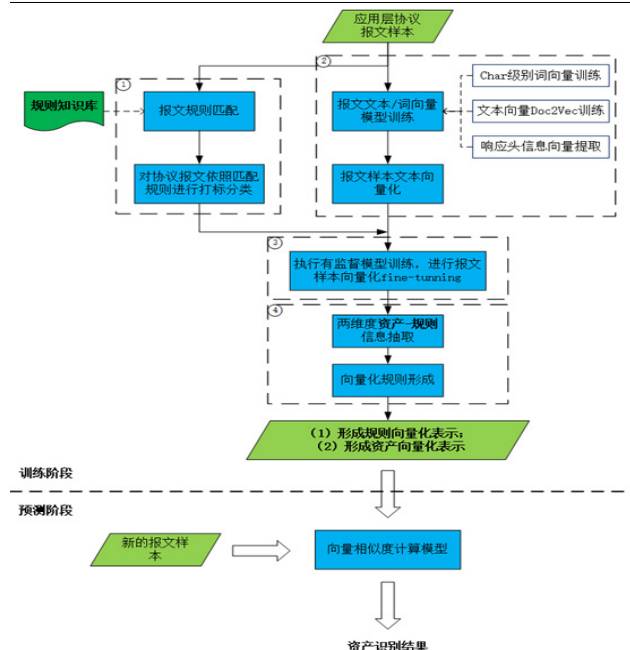 应用层协议
报文样本
①
②
规则知识库
报文规则匹配
对协议报文依照匹配
规则进行打标分类
报文文本/词向量
模型训练
报文样本文本向
量化
Char级别词向量训练
文本向量Doc2Vec训练
响应头信息向量提取
③
执行有监督模型训练，进行报文
样本向量化fine-tunning
④
两维度资产-规则
信息抽取
向量化规则形成
（1）形成规则向量化表示；
（2）形成资产向量化表示
训练阶段
预测阶段
新的报文样
本
向量相似度计算模型
资产识别结果